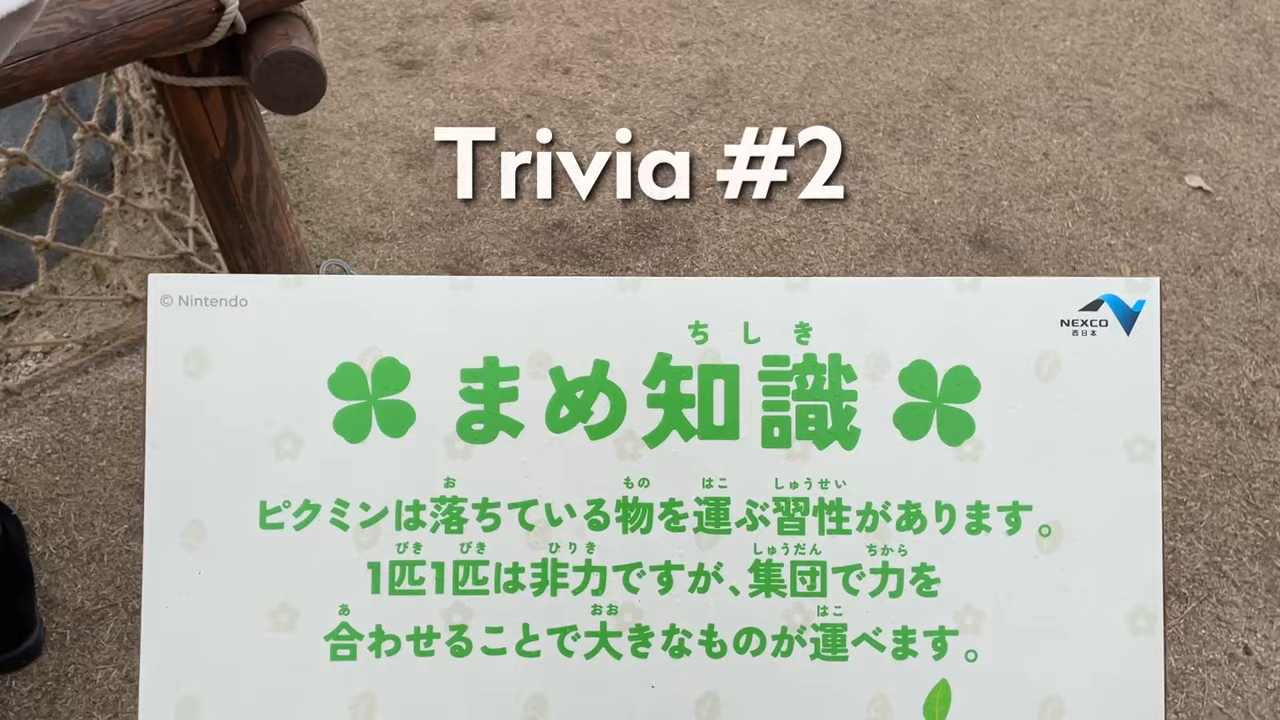 Trivia #2
© Nintendo
NEXCO
西日本
ちしき
まめ知識
お もの はこ しゅうせい
ピクミンは落ちている物を運ぶ習性があります。
びき びき ひりき しゅうだん ちから
1匹1匹は非力ですが、集団で力を
あ おお はこ
合わせることで大きなものが運べます。